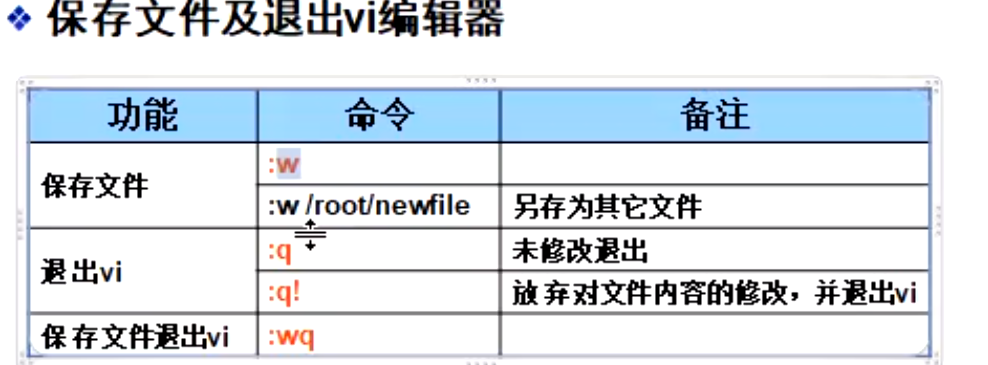 ❖ 保存文件及退出vi编辑器
功能 命令 备注
保存文件 :w
:w /root/newfile 另存为其它文件
退出vi :q 未修改退出
:q! 放弃对文件内容的修改，并退出vi
保存文件退出vi :wq